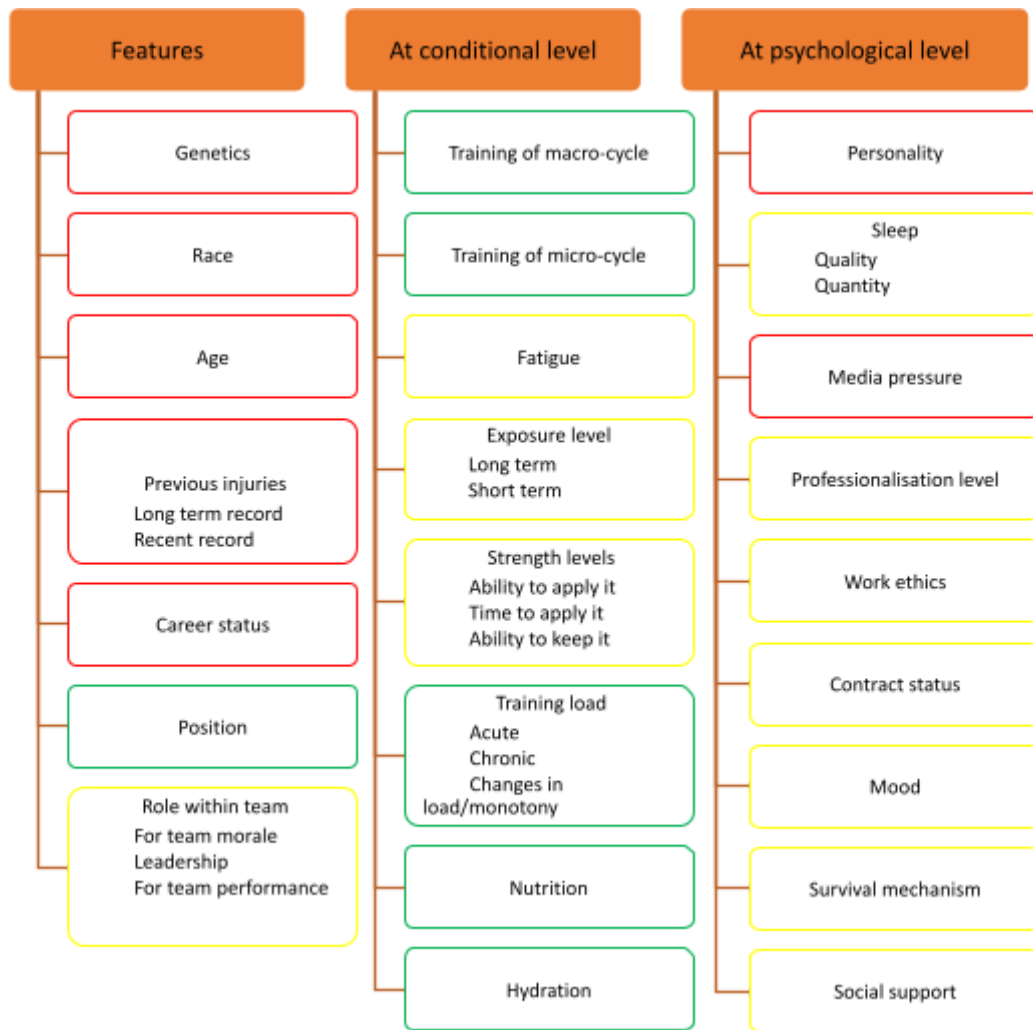 Features
Genetics
Race
Age
Previous injuries
Long term record
Recent record
Career status
Position
Role within team
For team morale
Leadership
For team performance
At conditional level
Training of macro-cycle
Training of micro-cycle
Fatigue
Exposure level
Long term
Short term
Strength levels
Ability to apply it
Time to apply it
Ability to keep it
Training load
Acute
Chronic
Changes in
load/monotony
Nutrition
Hydration
At psychological level
Personality
Sleep
Quality
Quantity
Media pressure
Professionalisation level
Work ethics
Contract status
Mood
Survival mechanism
Social support